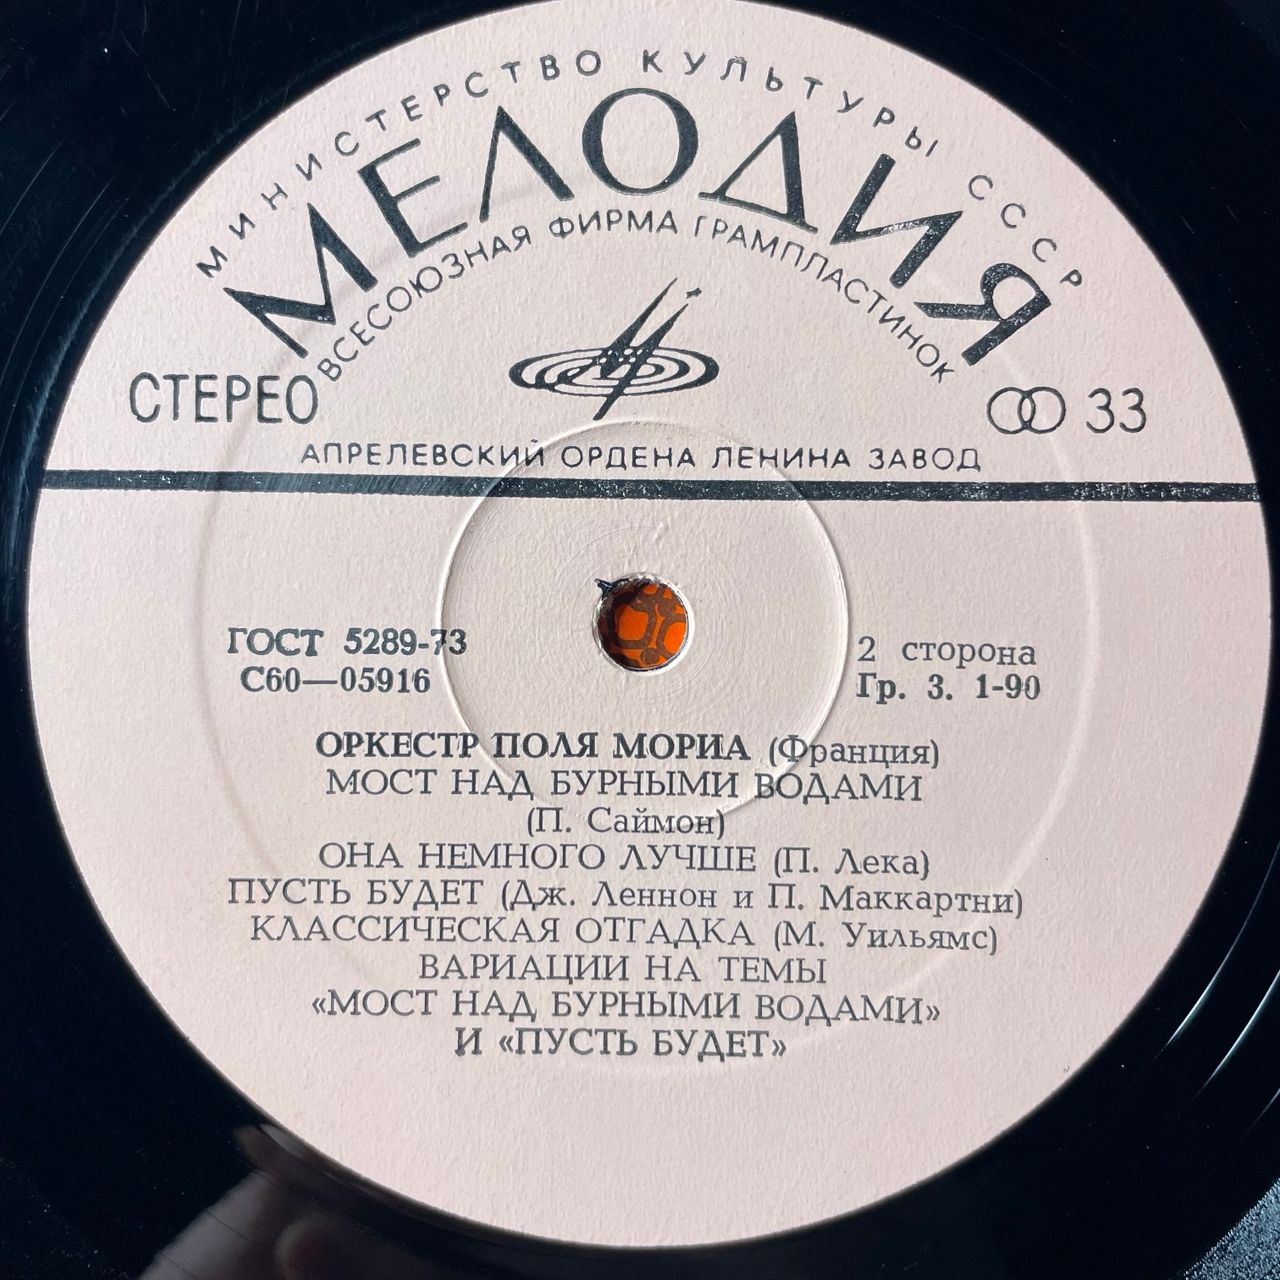 МИНИСТЕРСТВО КУЛЬТУРЫ СССР
МЕЛОДИЯ
ВСЕСОЮЗНАЯ ФИРМА ГРАМПЛАСТИНОК
СТЕРЕО
33
АПРЕЛЕВСКИЙ ОРДЕНА ЛЕНИНА ЗАВОД
ГОСТ 5289-73
С60—05916
2 сторона
Гр. 3. 1-90
ОРКЕСТР ПОЛЯ МОРИА (Франция)
МОСТ НАД БУРНЫМИ ВОДАМИ
(П. Саймон)
ОНА НЕМНОГО ЛУЧШЕ (П. Лека)
ПУСТЬ БУДЕТ (Дж. Леннон и П. Маккартни)
КЛАССИЧЕСКАЯ ОТГАДКА (М. Уильямс)
ВАРИАЦИИ НА ТЕМЫ
«МОСТ НАД БУРНЫМИ ВОДАМИ»
И «ПУСТЬ БУДЕТ»